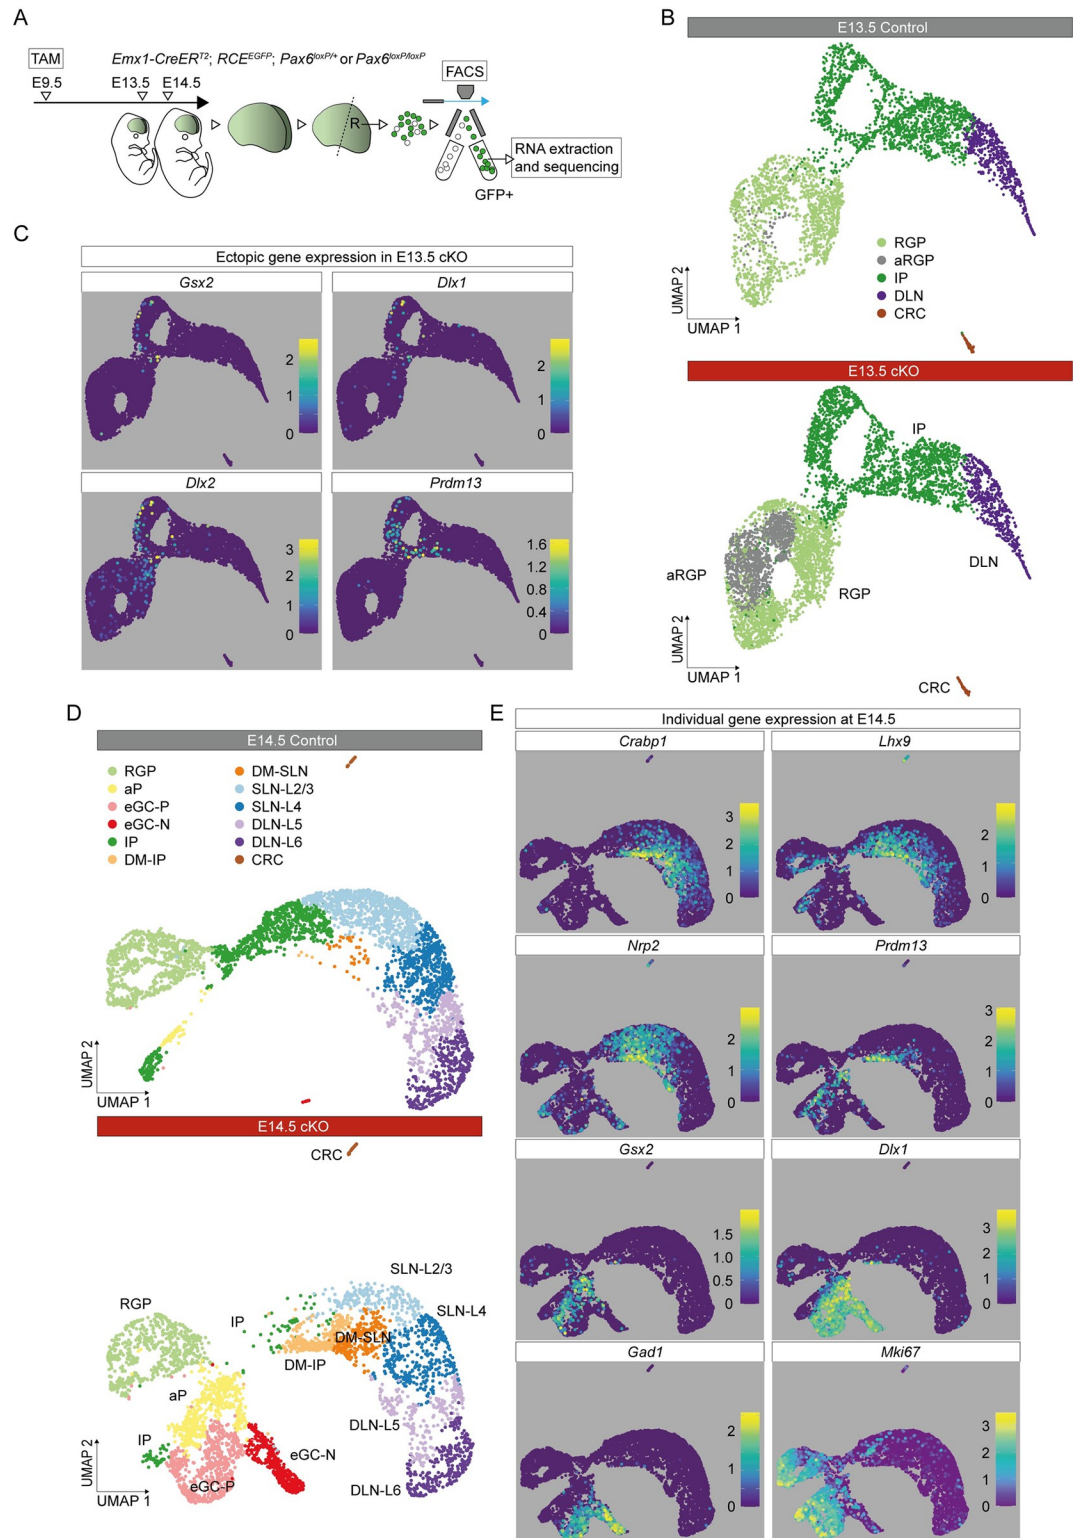 A
TAM
Emx1-CreERT2; RCEEGFP; Pax6loxP/+ or Pax6loxP/loxP
E9.5
E13.5
E14.5
FACS
R
RNA extraction
and sequencing
GFP+
B
E13.5 Control
RGP
aRGP
IP
DLN
CRC
UMAP 2
UMAP 1
E13.5 cKO
IP
DLN
aRGP
RGP
UMAP 2
UMAP 1
CRC
C
Ectopic gene expression in E13.5 cKO
Gsx2
Dlx1
2
1
0
2
1
0
Dlx2
Prdm13
3
2
1
0
1.6
1.2
0.8
0.4
0
D
E14.5 Control
RGP
aP
eGC-P
eGC-N
IP
DM-IP
DM-SLN
SLN-L2/3
SLN-L4
DLN-L5
DLN-L6
CRC
UMAP 2
UMAP 1
E14.5 cKO
CRC
SLN-L2/3
RGP
IP
SLN-L4
DM-SLN
DM-IP
aP
DLN-L5
IP
eGC-N
eGC-P
DLN-L6
UMAP 2
UMAP 1
E
Individual gene expression at E14.5
Crabp1
Lhx9
3
2
1
0
2
1
0
Nrp2
Prdm13
2
1
0
3
2
1
0
Gsx2
Dlx1
1.5
1.0
0.5
0
3
2
1
0
Gad1
Mki67
2
1
0
3
2
1
0